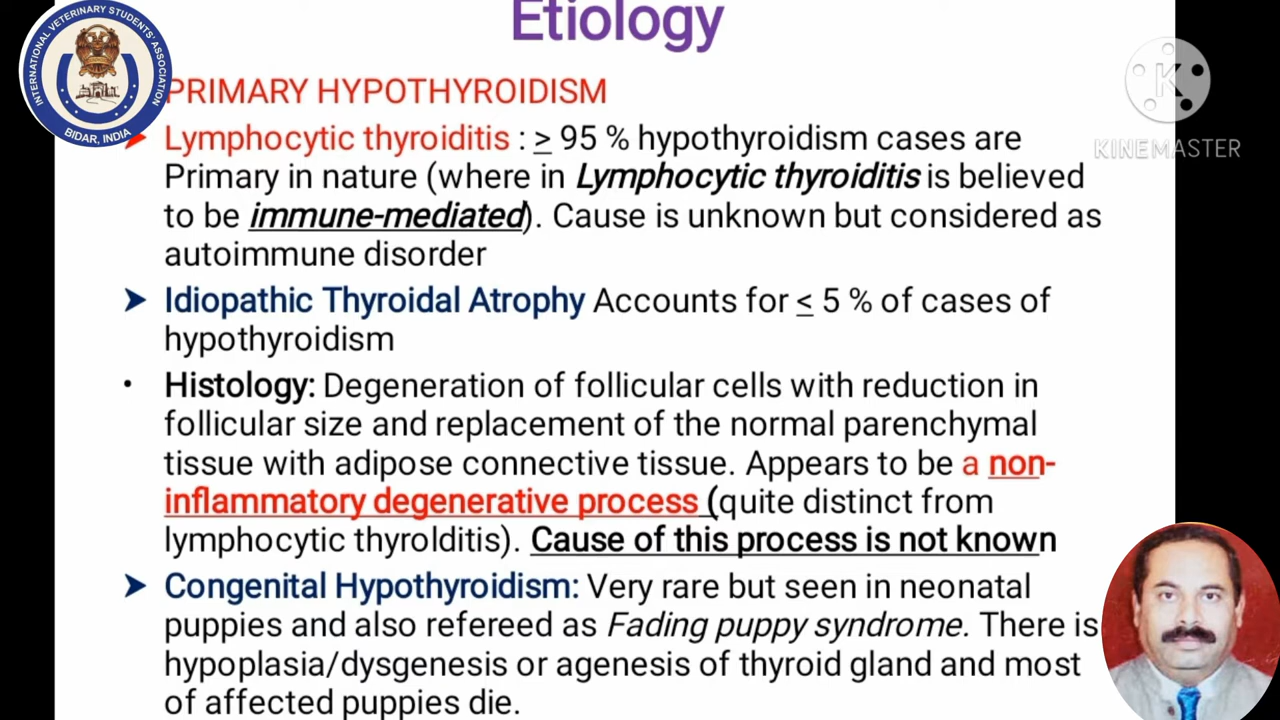 Etiology
INTERNATIONAL VETERINARY STUDENTS' ASSOCIATION
BIDAR, INDIA
K
KINEMASTER
PRIMARY HYPOTHYROIDISM
Lymphocytic thyroiditis : ≥ 95 % hypothyroidism cases are
Primary in nature (where in Lymphocytic thyroiditis is believed
to be immune-mediated). Cause is unknown but considered as
autoimmune disorder
➤ Idiopathic Thyroidal Atrophy Accounts for ≤ 5 % of cases of
hypothyroidism
• Histology: Degeneration of follicular cells with reduction in
follicular size and replacement of the normal parenchymal
tissue with adipose connective tissue. Appears to be a non-
inflammatory degenerative process (quite distinct from
lymphocytic thyrolditis). Cause of this process is not known
➤ Congenital Hypothyroidism: Very rare but seen in neonatal
puppies and also refereed as Fading puppy syndrome. There is
hypoplasia/dysgenesis or agenesis of thyroid gland and most
of affected puppies die.